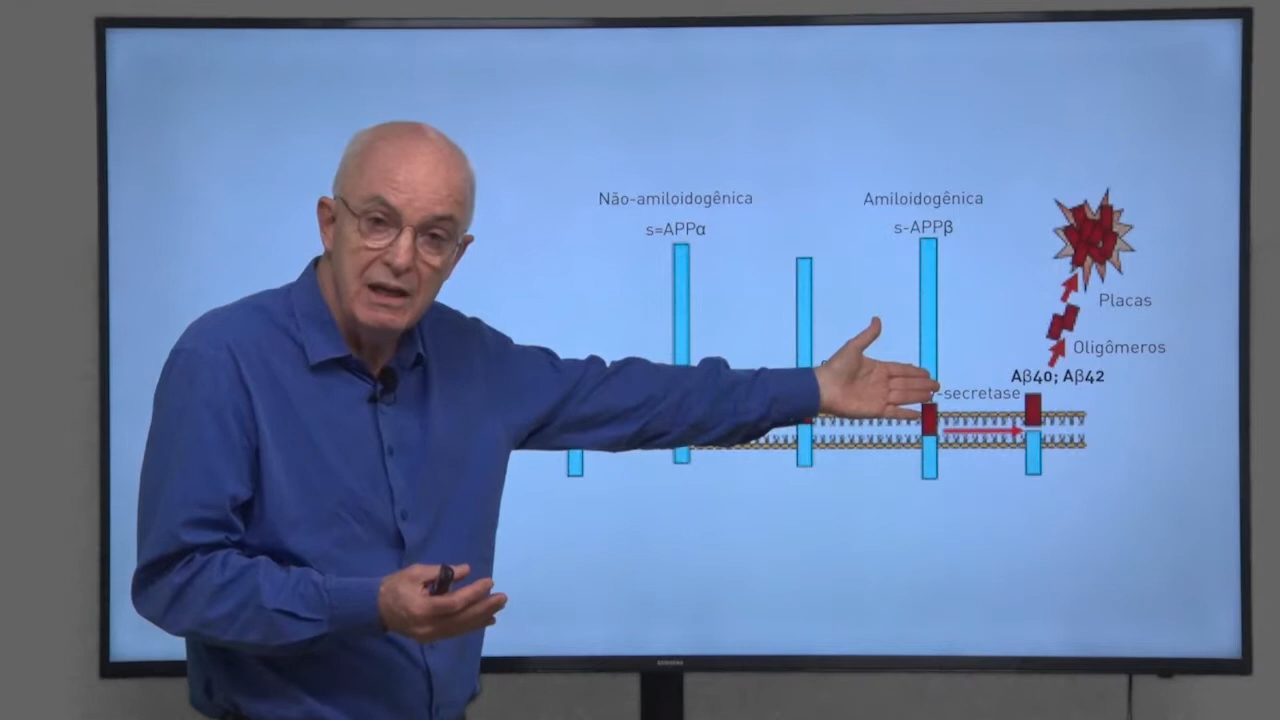 Não-amiloidogênica
s=APPα
Amiloidogênica
s-APPβ
Placas
Oligômeros
Aβ40; Aβ42
-secretase